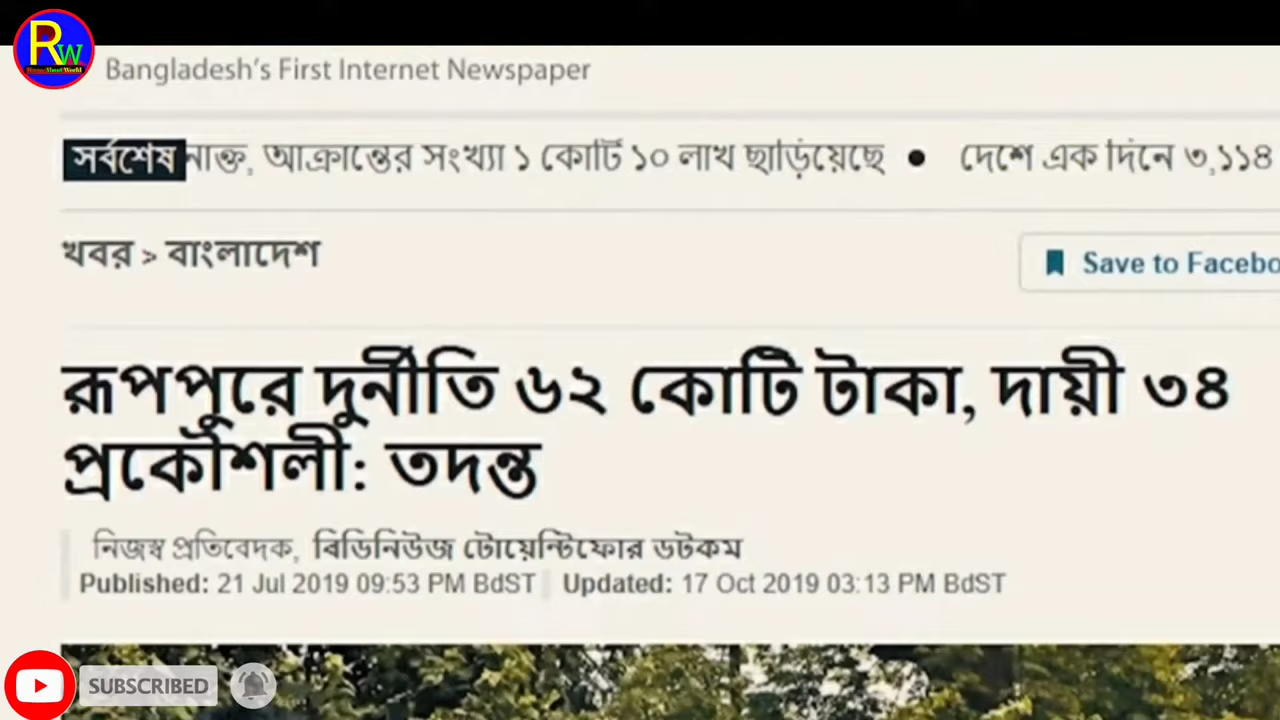 RW
Bangladesh's First Internet Newspaper
সর্বশেষ নাক্ত, আক্রান্তের সংখ্যা ১ কোটি ১০ লাখ ছাড়িয়েছে ● দেশে এক দিনে ৩,১১৪
খবর > বাংলাদেশ
Save to Facebo
রূপপুরে দুর্নীতি ৬২ কোটি টাকা, দায়ী ৩৪
প্রকৌশলী: তদন্ত
নিজস্ব প্রতিবেদক, বিডিনিউজ টোয়েন্টিফোর ডটকম
Published: 21 Jul 2019 09:53 PM BdST Updated: 17 Oct 2019 03:13 PM BdST
SUBSCRIBED